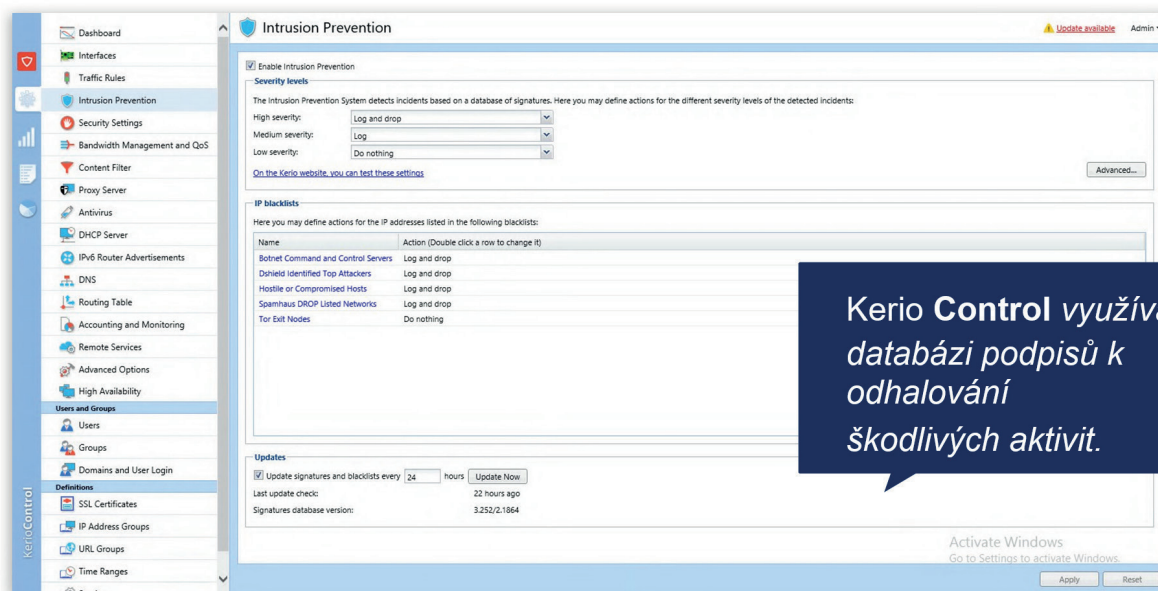 Dashboard
Interfaces
Traffic Rules
Intrusion Prevention
Security Settings
Bandwidth Management and QoS
Content Filter
Proxy Server
Antivirus
DHCP Server
IPv6 Router Advertisements
DNS
Routing Table
Accounting and Monitoring
Remote Services
Advanced Options
High Availability
Users and Groups
Users
Groups
Domains and User Login
Definitions
SSL Certificates
IP Address Groups
URL Groups
Time Ranges
KerioControl
Intrusion Prevention
Update available Admin
Enable Intrusion Prevention
Severity levels
The Intrusion Prevention System detects incidents based on a database of signatures. Here you may define actions for the different severity levels of the detected incidents:
High severity: Log and drop
Medium severity: Log
Low severity: Do nothing
On the Kerio website, you can test these settings
Advanced...
IP blacklists
Here you may define actions for the IP addresses listed in the following blacklists:
Name Action (Double click a row to change it)
Botnet Command and Control Servers Log and drop
Dshield Identified Top Attackers Log and drop
Hostile or Compromised Hosts Log and drop
Spamhaus DROP Listed Networks Log and drop
Tor Exit Nodes Do nothing
Updates
Update signatures and blacklists every 24 hours Update Now
Last update check: 22 hours ago
Signatures database version: 3.252/2.1864
Kerio Control využívá
databázi podpisů k
odhalování
škodlivých aktivit.
Activate Windows
Go to Settings to activate Windows.
Apply Reset